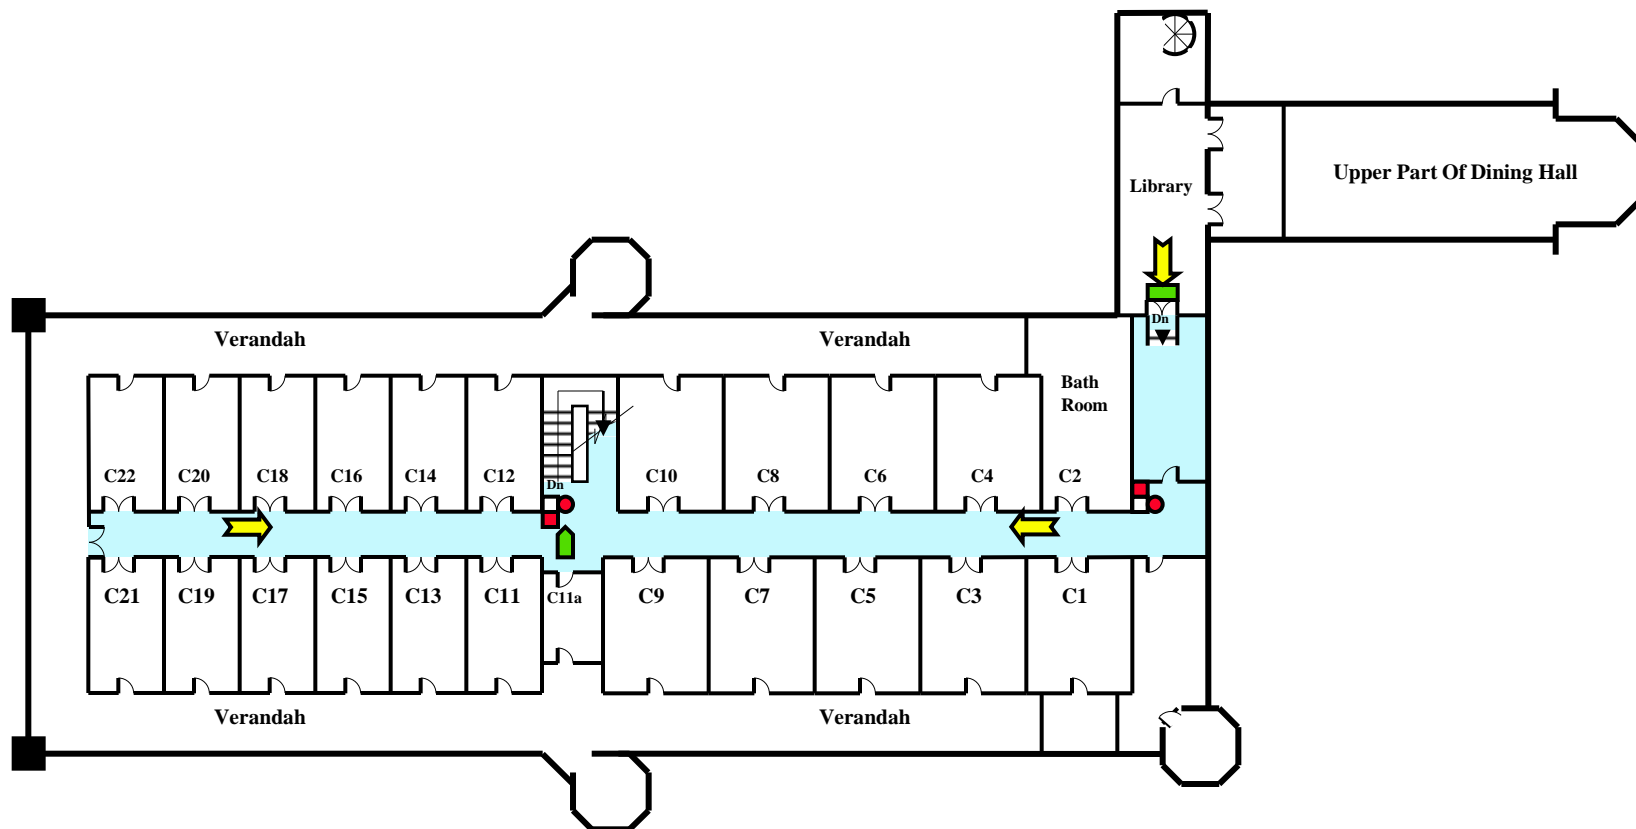 Upper Part Of Dining Hall
Library
Dn
Verandah
Verandah
Bath
Room
C22
C20
C18
C16
C14
C12
Dn
C10
C8
C6
C4
C2
C21
C19
C17
C15
C13
C11
C11a
C9
C7
C5
C3
C1
Verandah
Verandah